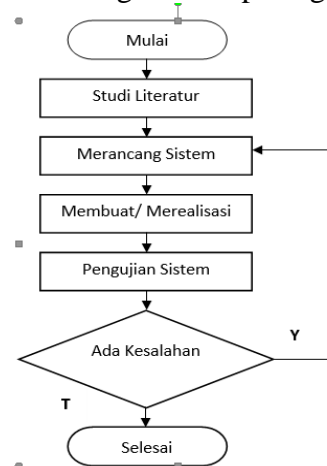 Mulai
Studi Literatur
Merancang Sistem
Membuat/ Merealisasi
Pengujian Sistem
Ada Kesalahan
Y
T
Selesai